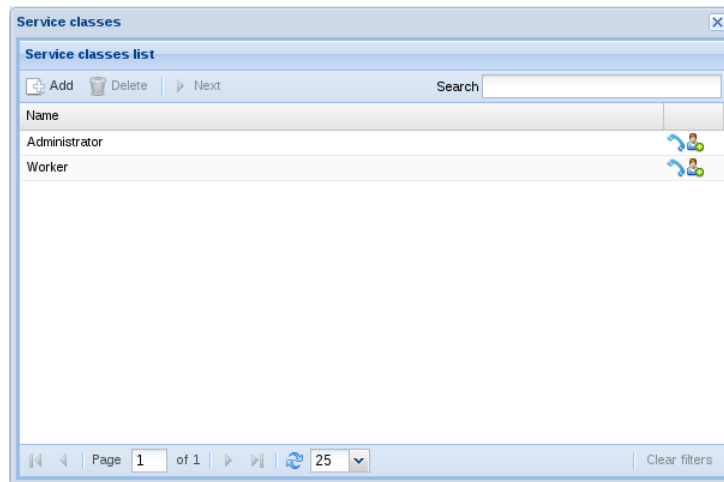 Service classes
Service classes list
Add Delete Next Search
Name
Administrator
Worker
Page 1 of 1 25 Clear filters